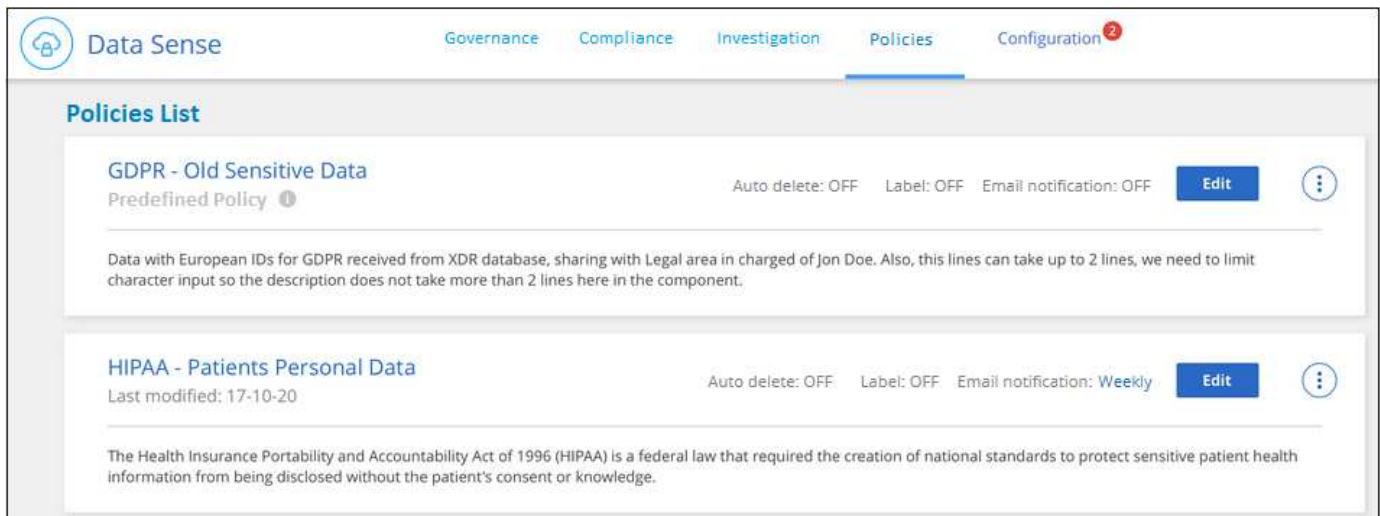 Data Sense
Governance Compliance Investigation Policies Configuration 2
Policies List
GDPR - Old Sensitive Data
Predefined Policy i
Auto delete: OFF Label: OFF Email notification: OFF Edit
Data with European IDs for GDPR received from XDR database, sharing with Legal area in charged of Jon Doe. Also, this lines can take up to 2 lines, we need to limit
character input so the description does not take more than 2 lines here in the component.
HIPAA - Patients Personal Data
Last modified: 17-10-20
Auto delete: OFF Label: OFF Email notification: Weekly Edit
The Health Insurance Portability and Accountability Act of 1996 (HIPAA) is a federal law that required the creation of national standards to protect sensitive patient health
information from being disclosed without the patient's consent or knowledge.